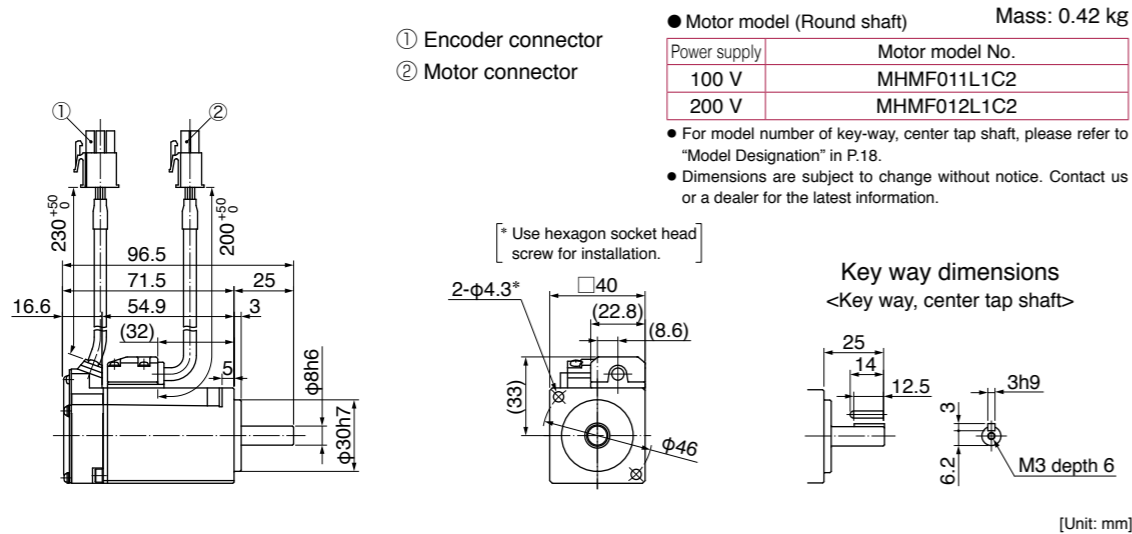 ① Encoder connector
② Motor connector
● Motor model (Round shaft)
Mass: 0.42 kg
Power supply Motor model No.
100 V MHMF011L1C2
200 V MHMF012L1C2
● For model number of key-way, center tap shaft, please refer to
“Model Designation” in P.18.
● Dimensions are subject to change without notice. Contact us
or a dealer for the latest information.
①
②
230 +50 0
200 +50 0
96.5
71.5
25
16.6
54.9
3
(32)
5
ϕ8h6
ϕ30h7
* Use hexagon socket head
screw for installation.
2-ϕ4.3*
□40
(22.8)
(8.6)
(33)
ϕ46
Key way dimensions
<Key way, center tap shaft>
25
14
12.5
3h9
3
6.2
M3 depth 6
[Unit: mm]